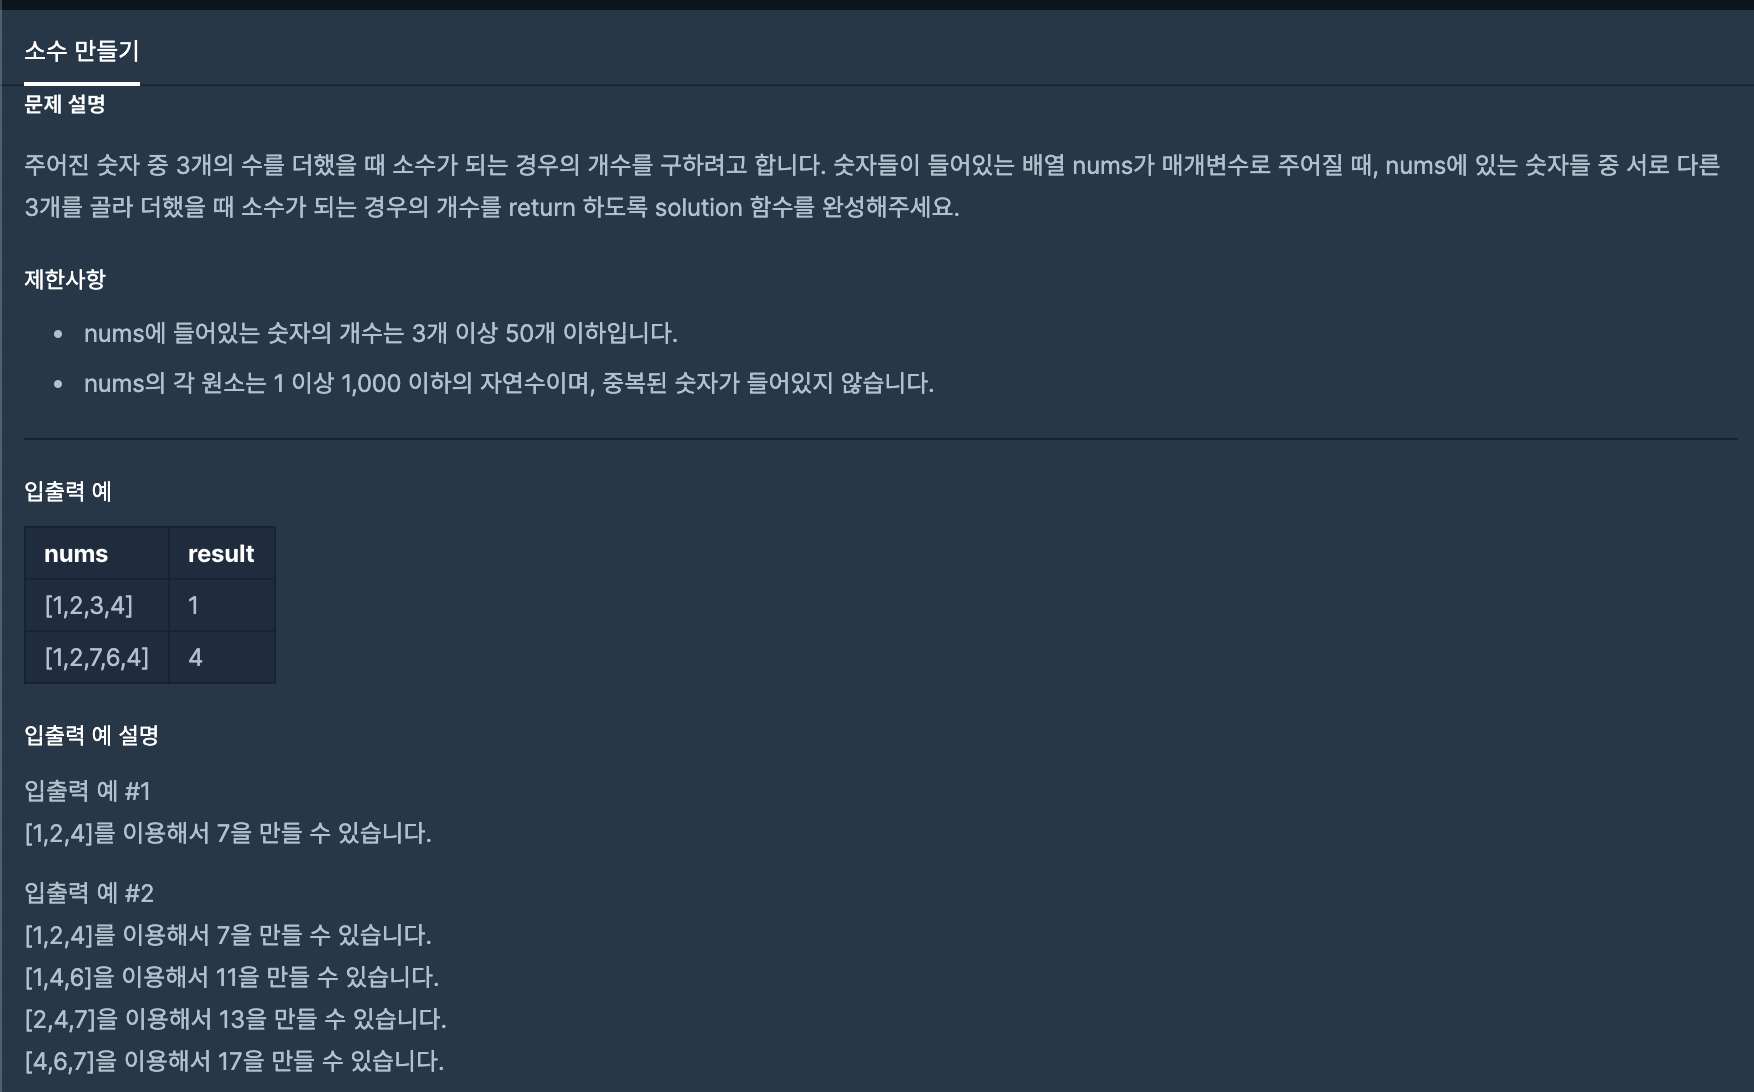 소수 만들기
문제 설명
주어진 숫자 중 3개의 수를 더했을 때 소수가 되는 경우의 개수를 구하려고 합니다. 숫자들이 들어있는 배열 nums가 매개변수로 주어질 때, nums에 있는 숫자들 중 서로 다른
3개를 골라 더했을 때 소수가 되는 경우의 개수를 return 하도록 solution 함수를 완성해주세요.
제한사항
• nums에 들어있는 숫자의 개수는 3개 이상 50개 이하입니다.
• nums의 각 원소는 1 이상 1,000 이하의 자연수이며, 중복된 숫자가 들어있지 않습니다.
입출력 예
nums result
[1,2,3,4] 1
[1,2,7,6,4] 4
입출력 예 설명
입출력 예 #1
[1,2,4]를 이용해서 7을 만들 수 있습니다.
입출력 예 #2
[1,2,4]를 이용해서 7을 만들 수 있습니다.
[1,4,6]을 이용해서 11을 만들 수 있습니다.
[2,4,7]을 이용해서 13을 만들 수 있습니다.
[4,6,7]을 이용해서 17을 만들 수 있습니다.